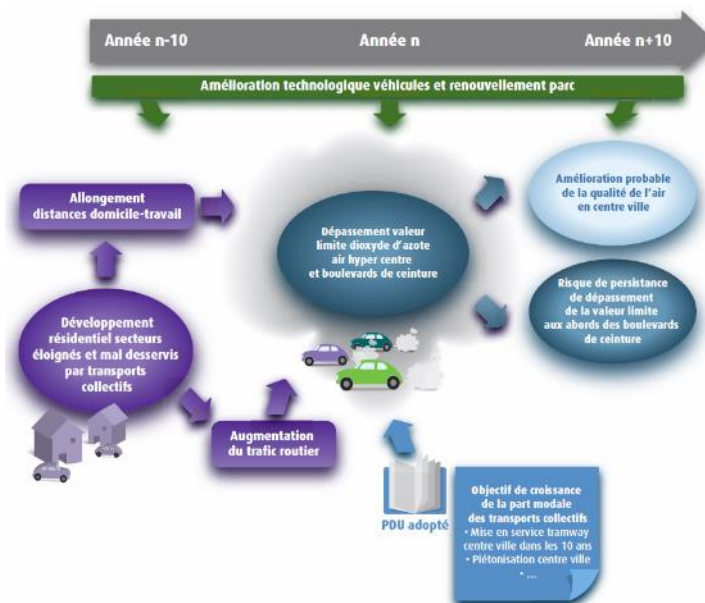 Année n-10
Année n
Année n+10
Amélioration technologique véhicules et renouvellement parc
Allongement
distances domicile-travail
Dépassement valeur
limite dioxyde d'azote
air hyper centre
et boulevards de ceinture
Amélioration probable
de la qualité de l'air
en centre ville
Risque de persistance
de dépassement
de la valeur limite
aux abords des boulevards
de ceinture
Développement
résidentiel secteurs
éloignés et mal desservis
par transports
collectifs
Augmentation
du trafic routier
PDU adopté
Objectif de croissance
de la part modale
des transports collectifs
• Mise en service tramway
centre ville dans les 10 ans
• Piétonisation centre ville
• ...